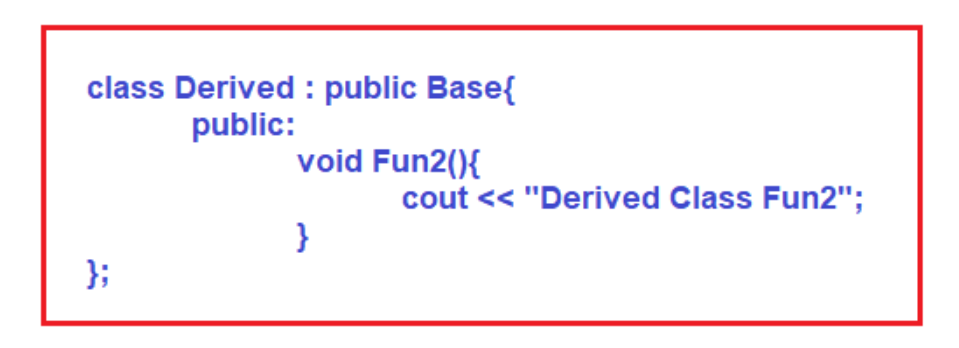 class Derived : public Base{
public:
void Fun2(){
cout << "Derived Class Fun2";
}
};